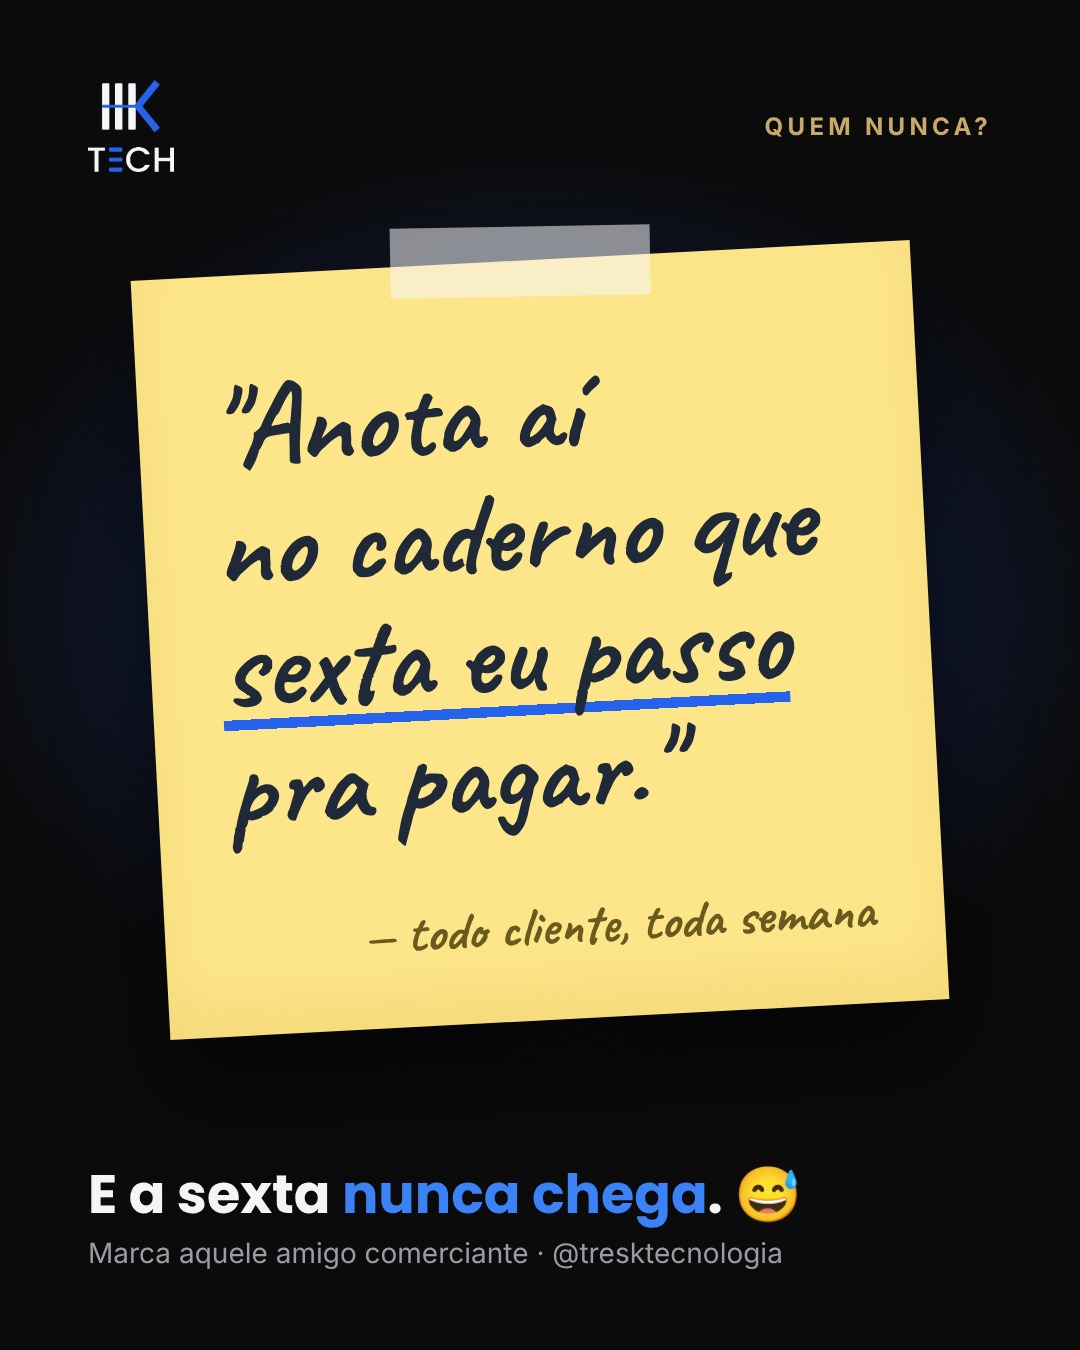 TECH
QUEM NUNCA?
"Anota aí
no caderno que
sexta eu passo
pra pagar."
— todo cliente, toda semana
E a sexta nunca chega. 😅
Marca aquele amigo comerciante · @tresktecnologia